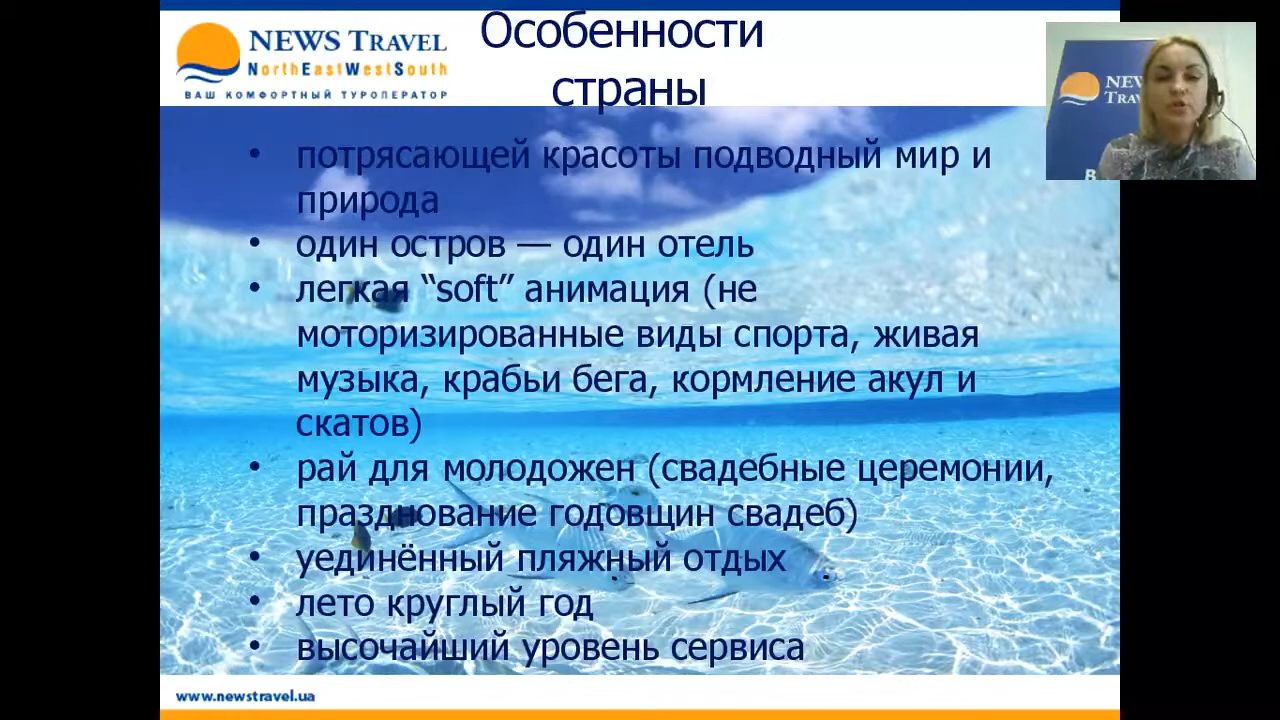 Особенности
страны
NEWS TRAVEL
NorthEastWestSouth
ВАШ КОМФОРТНЫЙ ТУРОПЕРАТОР
• потрясающей красоты подводный мир и
природа
• один остров — один отель
• легкая “soft” анимация (не
моторизированные виды спорта, живая
музыка, крабьи бега, кормление акул и
скатов)
• рай для молодожен (свадебные церемонии,
празднование годовщин свадеб)
• уединённый пляжный отдых
• лето круглый год
• высочайший уровень сервиса
www.newstravel.ua